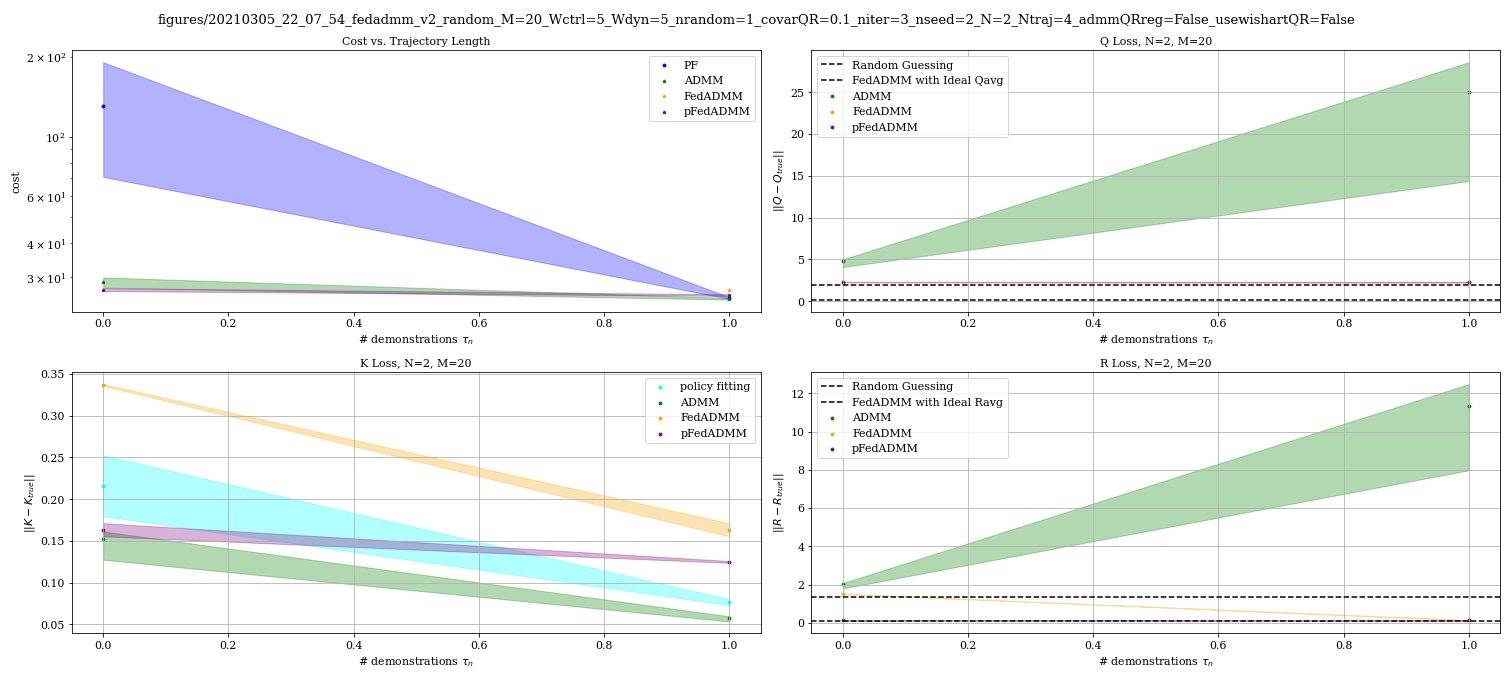 figures/20210305_22_07_54_fedadmm_v2_random_M=20_Wctrl=5_Wdyn=5_nrandom=1_covarQR=0.1_niter=3_nseed=2_N=2_Ntraj=4_admmQRreg=False_usewishartQR=False
Cost vs. Trajectory Length
2 × 10²
10²
6 × 10¹
4 × 10¹
3 × 10¹
cost
PF
ADMM
FedADMM
pFedADMM
0.0 0.2 0.4 0.6 0.8 1.0
# demonstrations τₙ
Q Loss, N=2, M=20
25
20
15
10
5
0
||Q − Q_true||
Random Guessing
FedADMM with Ideal Qavg
ADMM
FedADMM
pFedADMM
0.0 0.2 0.4 0.6 0.8 1.0
# demonstrations τₙ
K Loss, N=2, M=20
0.35
0.30
0.25
0.20
0.15
0.10
0.05
||K − K_true||
policy fitting
ADMM
FedADMM
pFedADMM
0.0 0.2 0.4 0.6 0.8 1.0
# demonstrations τₙ
R Loss, N=2, M=20
12
10
8
6
4
2
0
||R − R_true||
Random Guessing
FedADMM with Ideal Ravg
ADMM
FedADMM
pFedADMM
0.0 0.2 0.4 0.6 0.8 1.0
# demonstrations τₙ